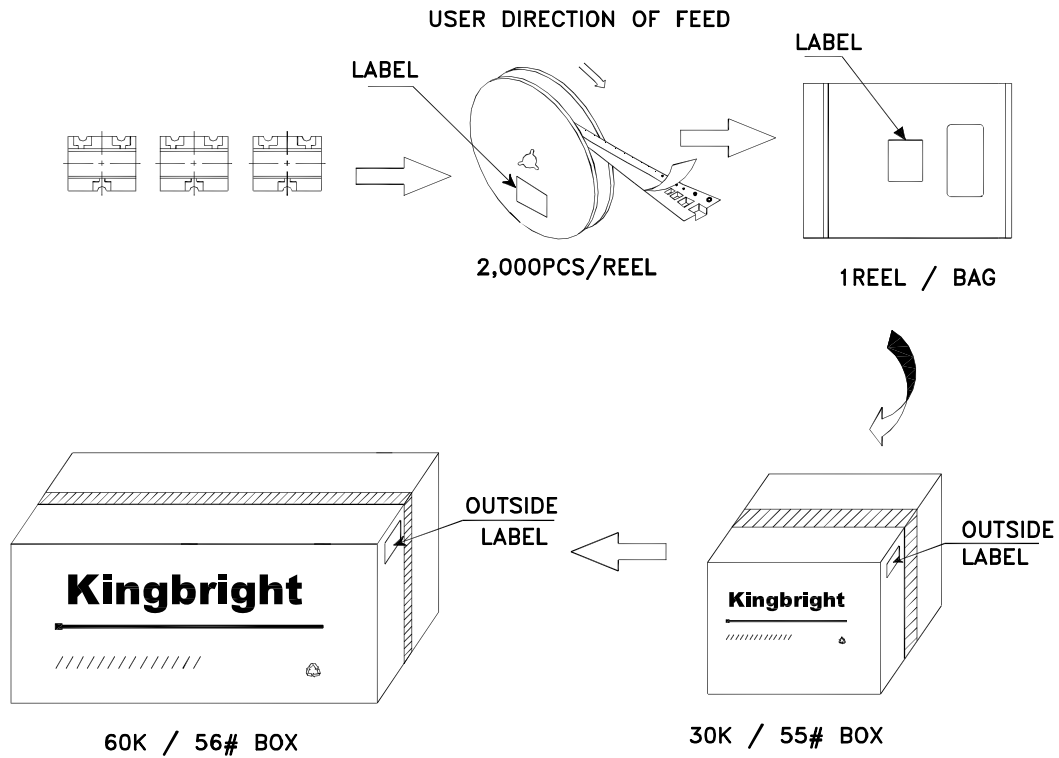 USER DIRECTION OF FEED
LABEL
LABEL
2,000PCS/REEL
1REEL / BAG
OUTSIDE
LABEL
OUTSIDE
LABEL
Kingbright
Kingbright
60K / 56# BOX
30K / 55# BOX